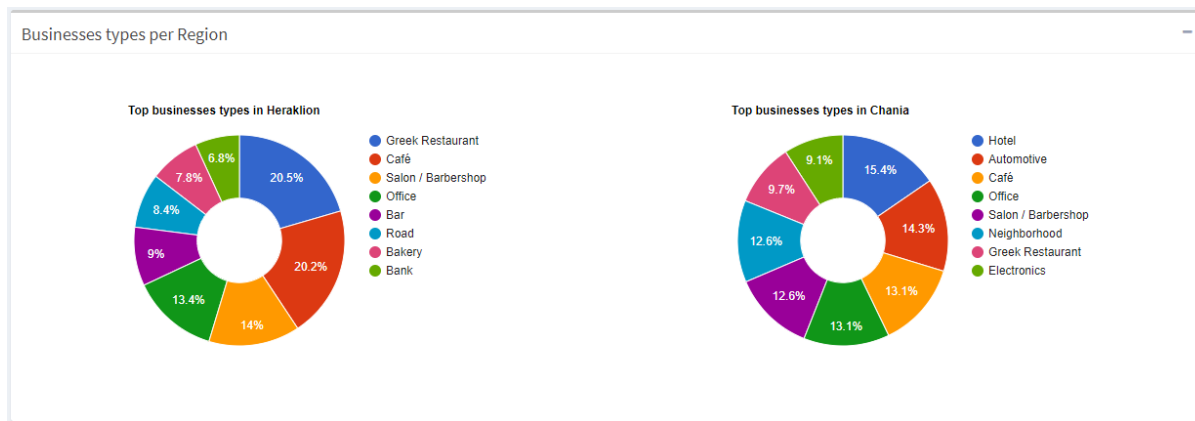 Businesses types per Region
Top businesses types in Heraklion
20.5%
20.2%
14%
13.4%
9%
8.4%
7.8%
6.8%
Greek Restaurant
Café
Salon / Barbershop
Office
Bar
Road
Bakery
Bank
Top businesses types in Chania
15.4%
14.3%
13.1%
13.1%
12.6%
12.6%
9.7%
9.1%
Hotel
Automotive
Café
Office
Salon / Barbershop
Neighborhood
Greek Restaurant
Electronics